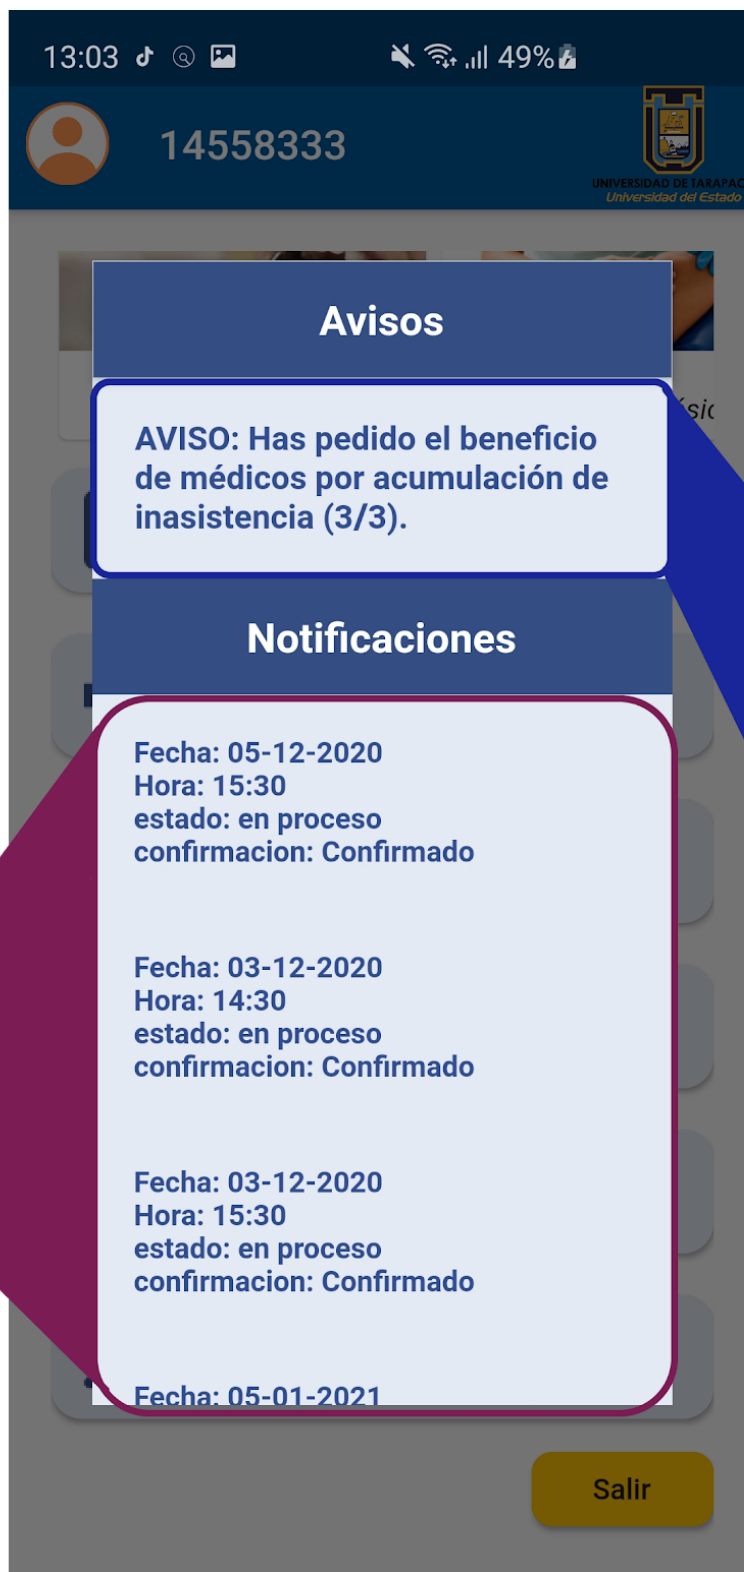 13:03
49%
14558333
UNIVERSIDAD DE TARAPAC
Universidad del Estado
Avisos
ásic
AVISO: Has pedido el beneficio
de médicos por acumulación de
inasistencia (3/3).
Notificaciones
Fecha: 05-12-2020
Hora: 15:30
estado: en proceso
confirmacion: Confirmado
Fecha: 03-12-2020
Hora: 14:30
estado: en proceso
confirmacion: Confirmado
Fecha: 03-12-2020
Hora: 15:30
estado: en proceso
confirmacion: Confirmado
Fecha: 05-01-2021
Salir